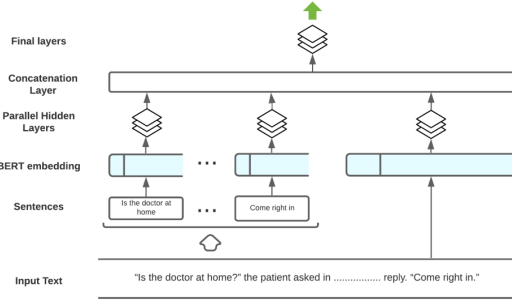 Final layers
Concatenation
Layer
Parallel Hidden
Layers
BERT embedding
...
Sentences
Is the doctor at
home
...
Come right in
Input Text
“Is the doctor at home?” the patient asked in ................. reply. “Come right in.”